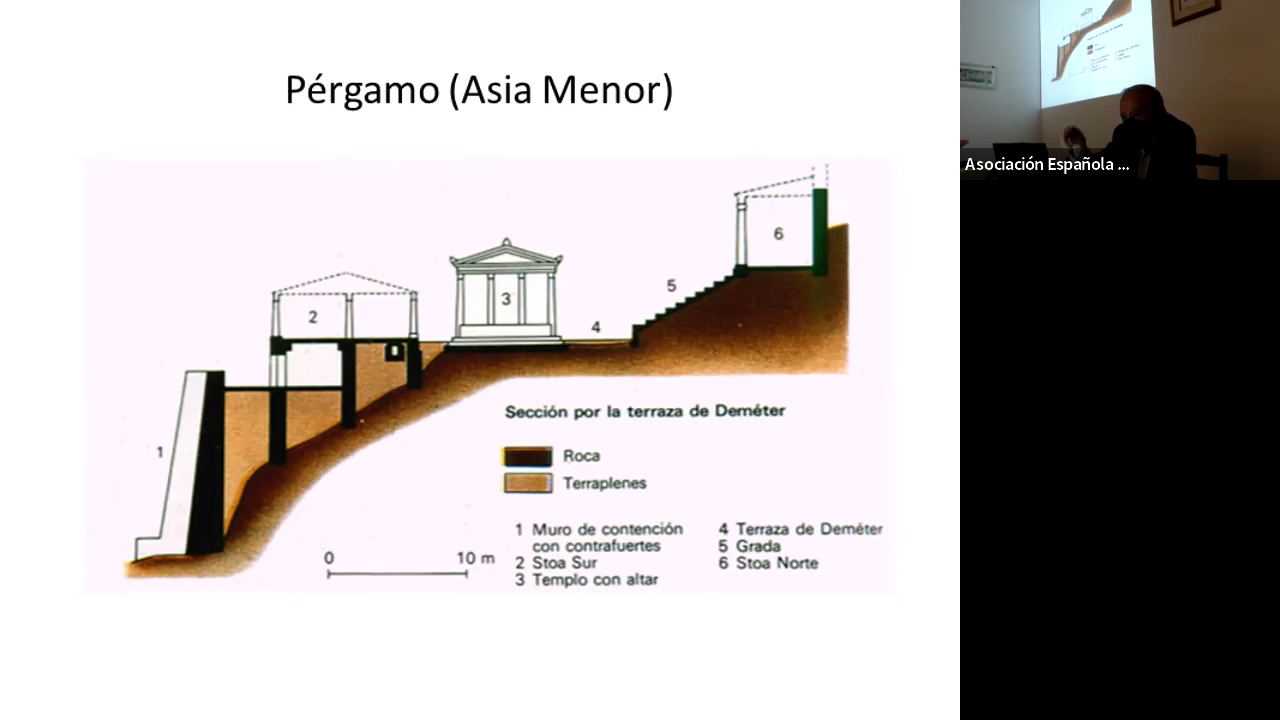 Pérgamo (Asia Menor)
6
5
3
2
4
1
Sección por la terraza de Deméter
Roca
Terraplenes
1 Muro de contención
con contrafuertes
2 Stoa Sur
3 Templo con altar
4 Terraza de Deméter
5 Grada
6 Stoa Norte
0 10 m
Asociación Española ...